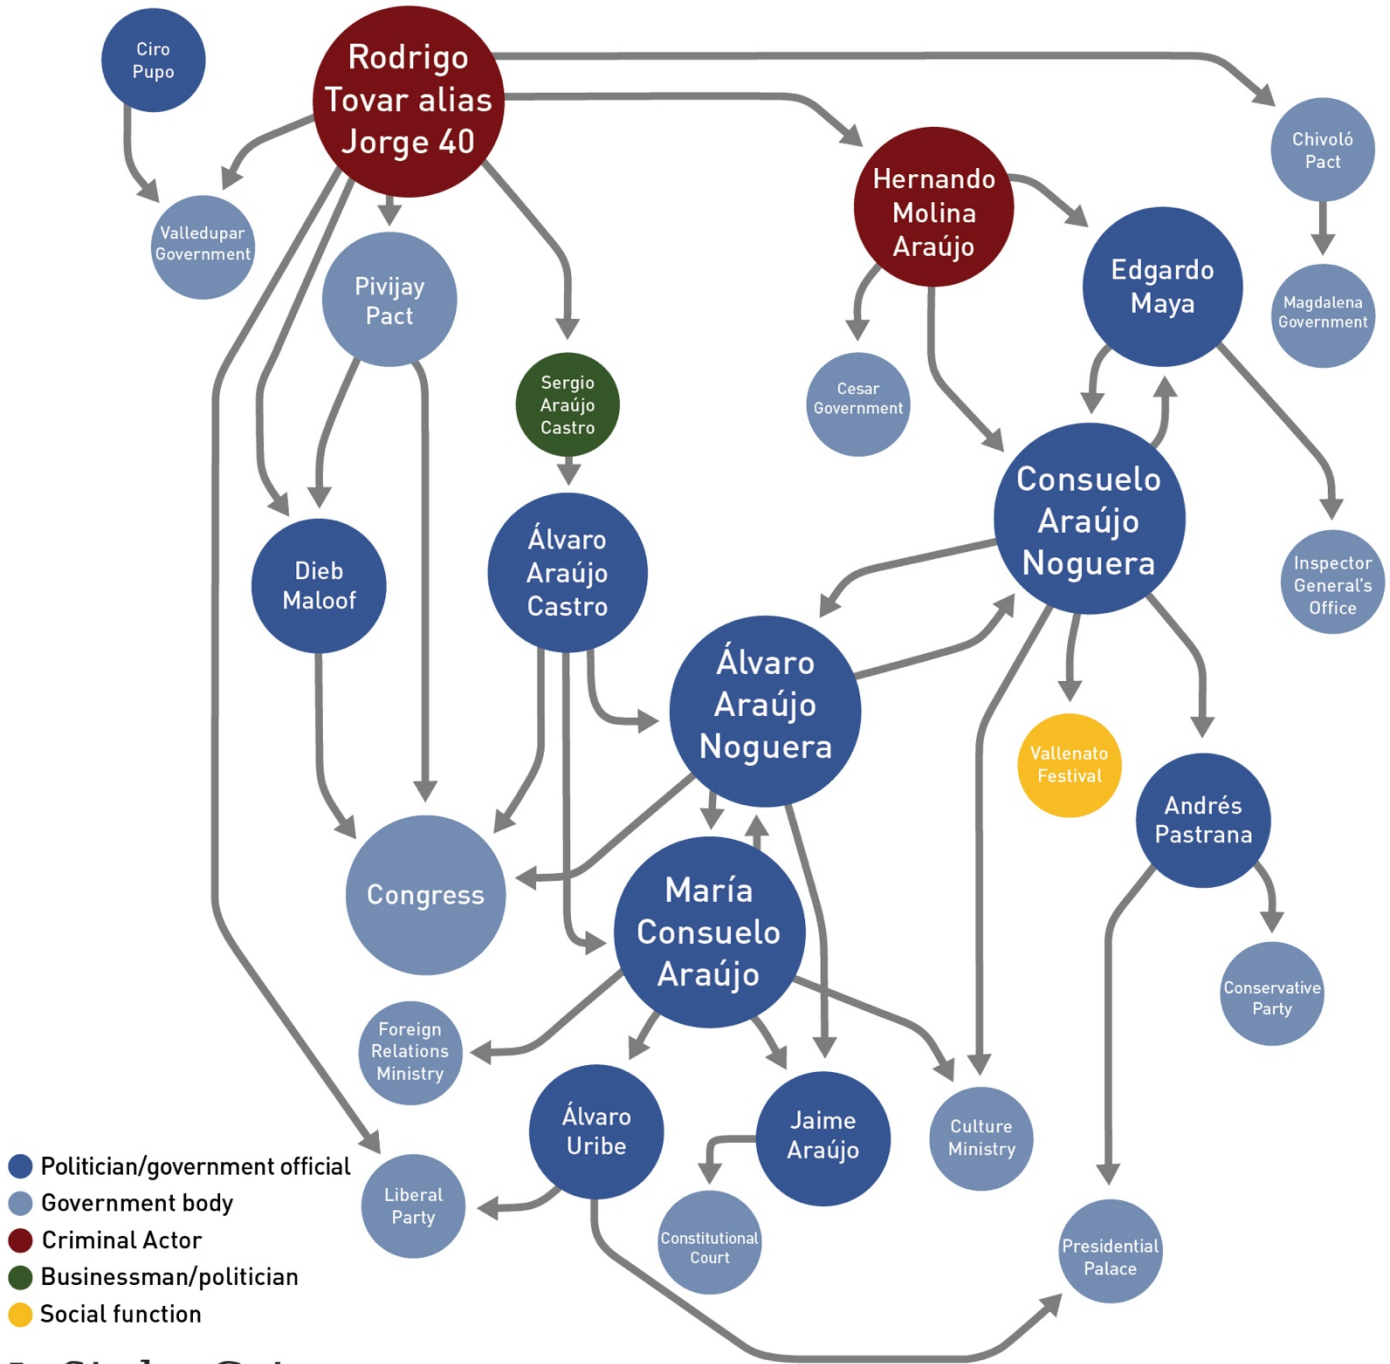 Ciro
Pupo
Rodrigo
Tovar alias
Jorge 40
Chivoló
Pact
Hernando
Molina
Araújo
Valledupar
Government
Pivijay
Pact
Edgardo
Maya
Magdalena
Government
Sergio
Araújo
Castro
Cesar
Government
Consuelo
Araújo
Noguera
Álvaro
Araújo
Castro
Dieb
Maloof
Inspector
General's
Office
Álvaro
Araújo
Noguera
Vallenato
Festival
Andrés
Pastrana
Congress
María
Consuelo
Araújo
Conservative
Party
Foreign
Relations
Ministry
Álvaro
Uribe
Jaime
Araújo
Culture
Ministry
Liberal
Party
Constitutional
Court
Presidential
Palace
Politician/government official
Government body
Criminal Actor
Businessman/politician
Social function